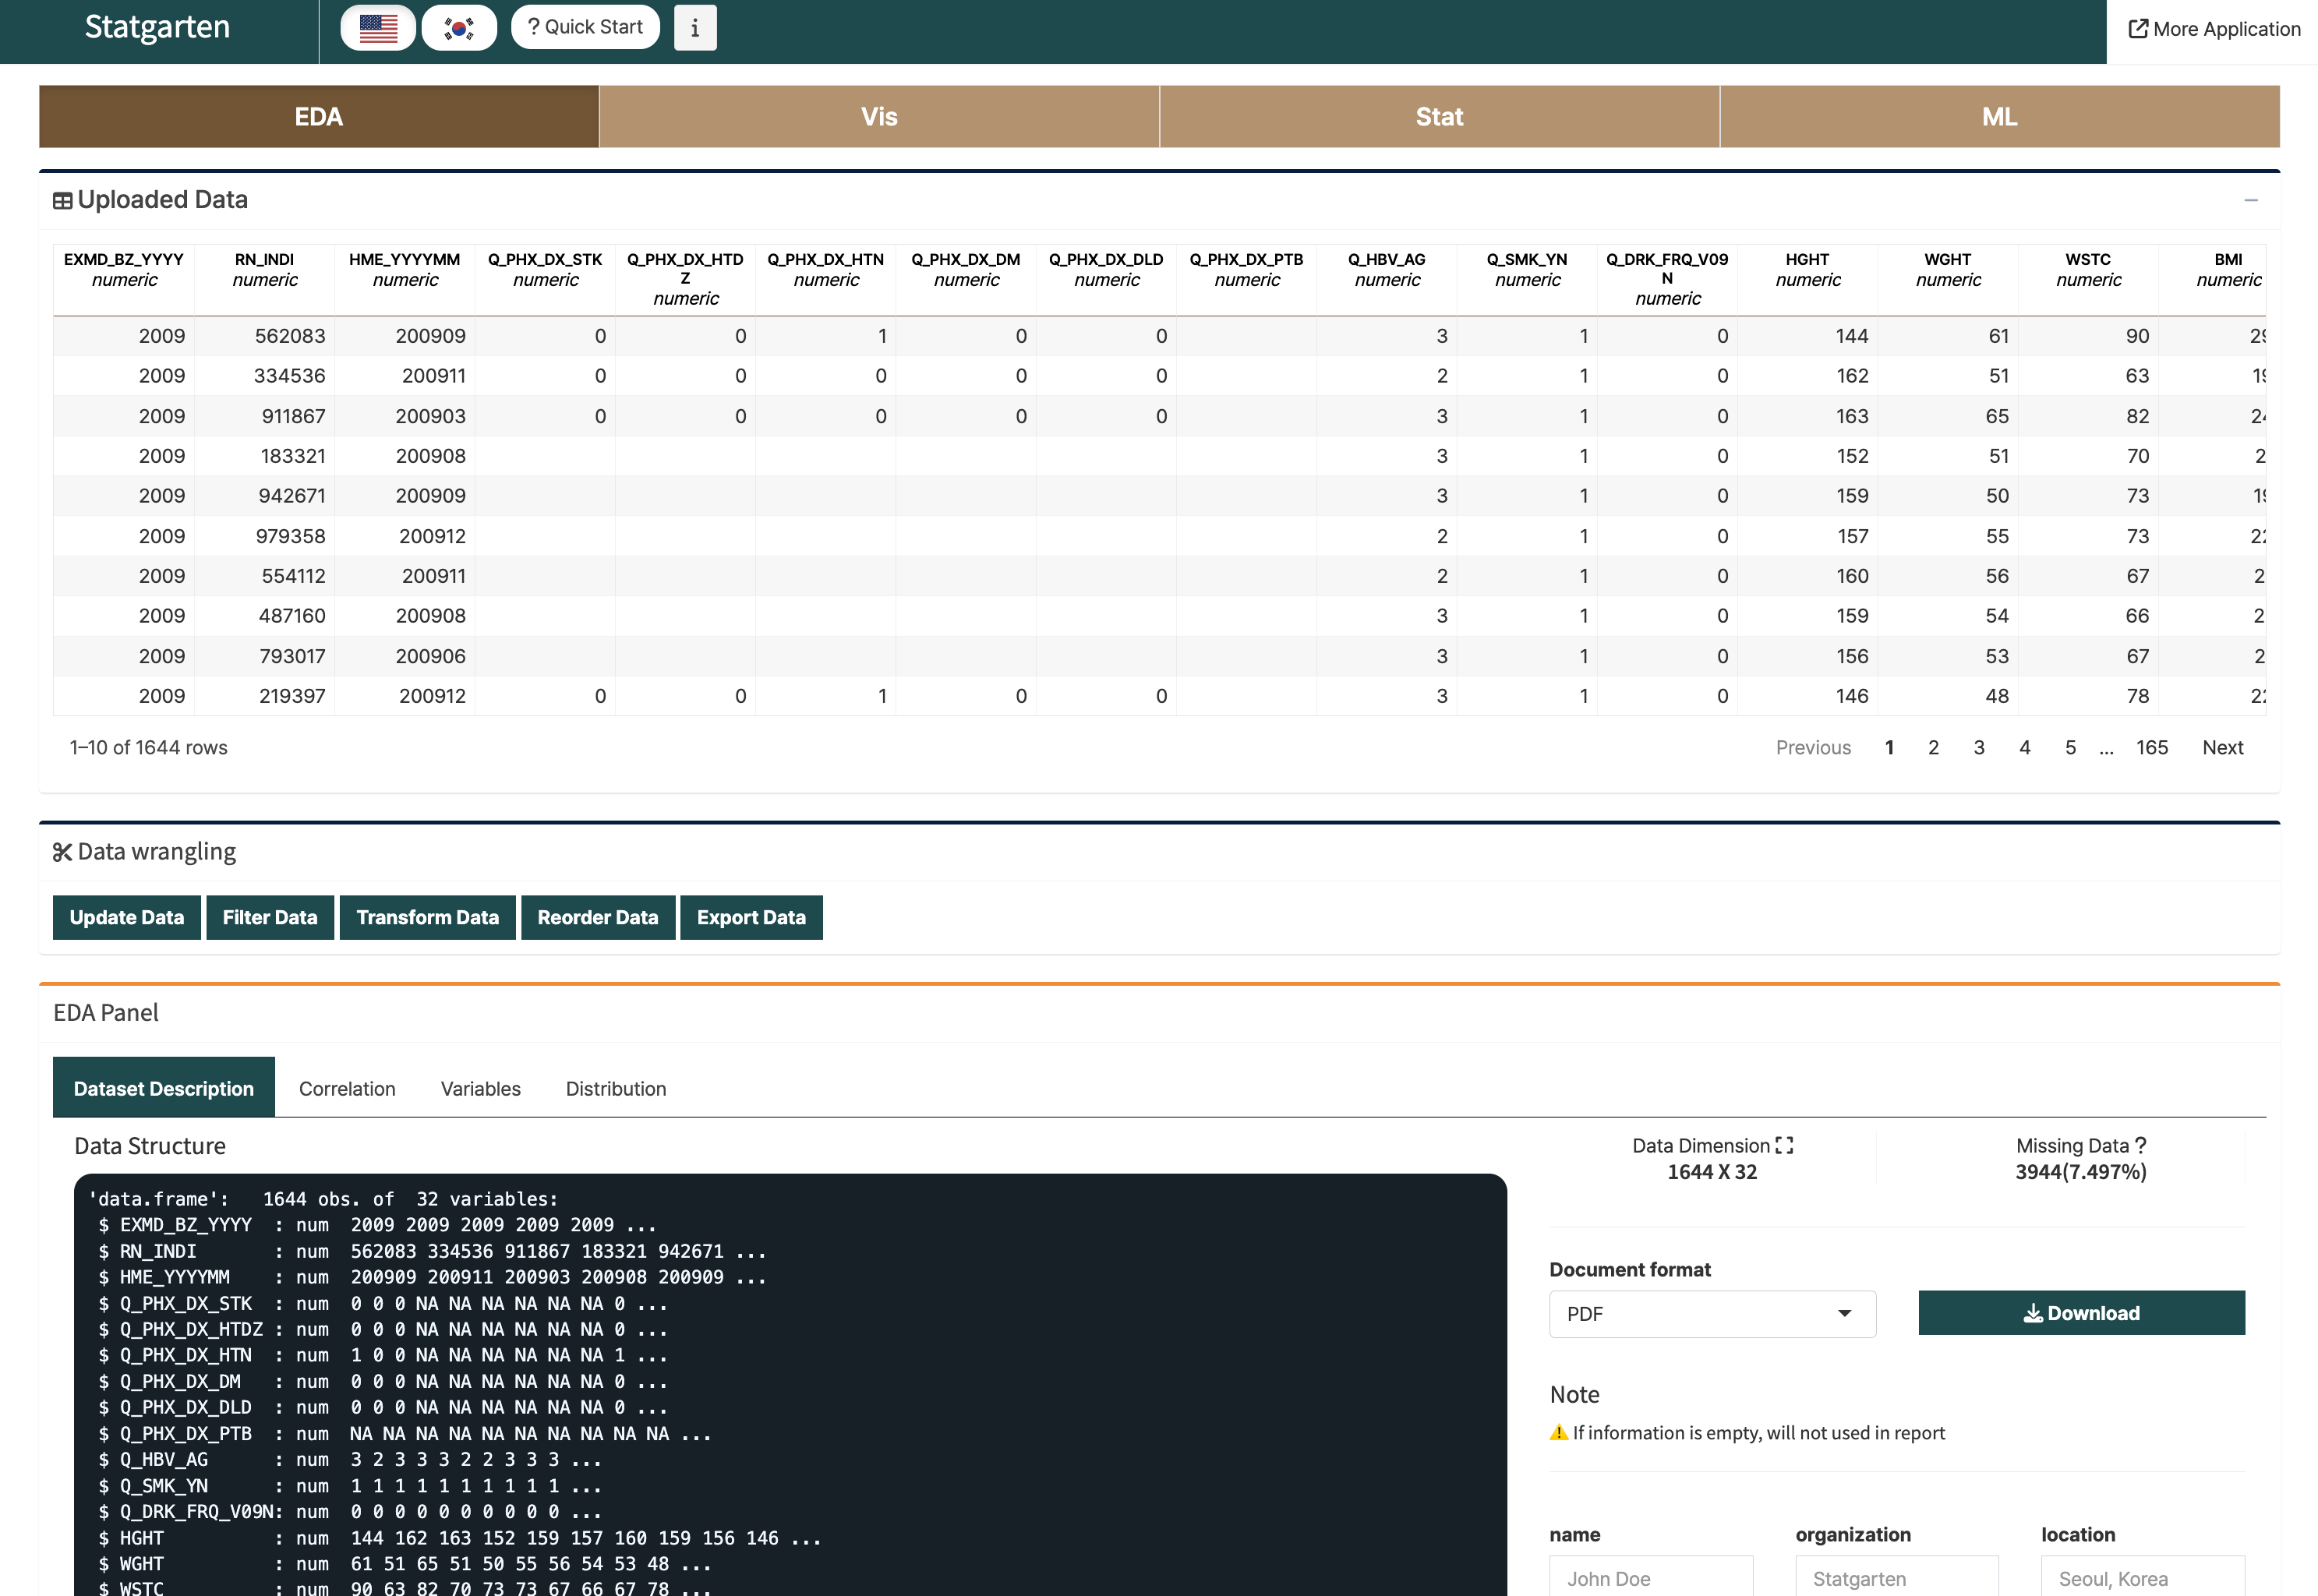 Statgarten
? Quick Start
i
More Application
EDA
Vis
Stat
ML
Uploaded Data
EXMD_BZ_YYYY RN_INDI HME_YYYYMM Q_PHX_DX_STK Q_PHX_DX_HTDZ Q_PHX_DX_HTN Q_PHX_DX_DM Q_PHX_DX_DLD Q_PHX_DX_PTB Q_HBV_AG Q_SMK_YN Q_DRK_FRQ_V09N HGHT WGHT WSTC BMI
numeric numeric numeric numeric numeric numeric numeric numeric numeric numeric numeric numeric numeric numeric numeric numeric
2009 562083 200909 0 0 1 0 0 3 1 0 144 61 90
2009 334536 200911 0 0 0 0 0 2 1 0 162 51 63
2009 911867 200903 0 0 0 0 0 3 1 0 163 65 82
2009 183321 200908 3 1 0 152 51 70
2009 942671 200909 3 1 0 159 50 73
2009 979358 200912 2 1 0 157 55 73
2009 554112 200911 2 1 0 160 56 67
2009 487160 200908 3 1 0 159 54 66
2009 793017 200906 3 1 0 156 53 67
2009 219397 200912 0 0 1 0 0 3 1 0 146 48 78
1–10 of 1644 rows
Previous 1 2 3 4 5 ... 165 Next
Data wrangling
Update Data Filter Data Transform Data Reorder Data Export Data
EDA Panel
Dataset Description Correlation Variables Distribution
Data Structure
'data.frame': 1644 obs. of 32 variables:
$ EXMD_BZ_YYYY : num 2009 2009 2009 2009 2009 ...
$ RN_INDI : num 562083 334536 911867 183321 942671 ...
$ HME_YYYYMM : num 200909 200911 200903 200908 200909 ...
$ Q_PHX_DX_STK : num 0 0 0 NA NA NA NA NA NA 0 ...
$ Q_PHX_DX_HTDZ : num 0 0 0 NA NA NA NA NA NA 0 ...
$ Q_PHX_DX_HTN : num 1 0 0 NA NA NA NA NA NA 1 ...
$ Q_PHX_DX_DM : num 0 0 0 NA NA NA NA NA NA 0 ...
$ Q_PHX_DX_DLD : num 0 0 0 NA NA NA NA NA NA 0 ...
$ Q_PHX_DX_PTB : num NA NA NA NA NA NA NA NA NA NA ...
$ Q_HBV_AG : num 3 2 3 3 3 2 2 3 3 3 ...
$ Q_SMK_YN : num 1 1 1 1 1 1 1 1 1 1 ...
$ Q_DRK_FRQ_V09N: num 0 0 0 0 0 0 0 0 0 0 ...
$ HGHT : num 144 162 163 152 159 157 160 159 156 146 ...
$ WGHT : num 61 51 65 51 50 55 56 54 53 48 ...
$ WSTC : num 90 63 82 70 73 73 67 66 67 78 ...
Data Dimension
1644 X 32
Missing Data ?
3944(7.497%)
Document format
PDF
Download
Note
If information is empty, will not used in report
name organization location
John Doe Statgarten Seoul, Korea